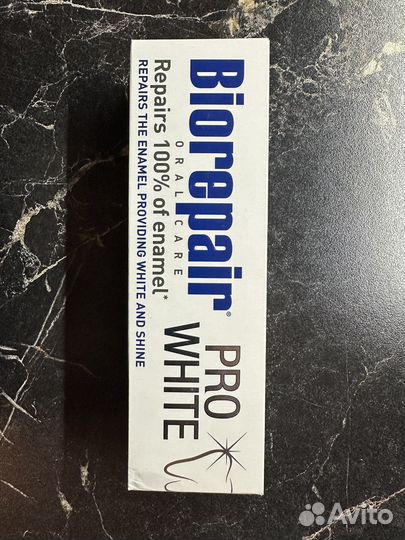 Biorepair®
ORAL CARE
Repairs 100% of enamel*
REPAIRS THE ENAMEL PROVIDING WHITE AND SHINE
PRO
WHITE
Avito